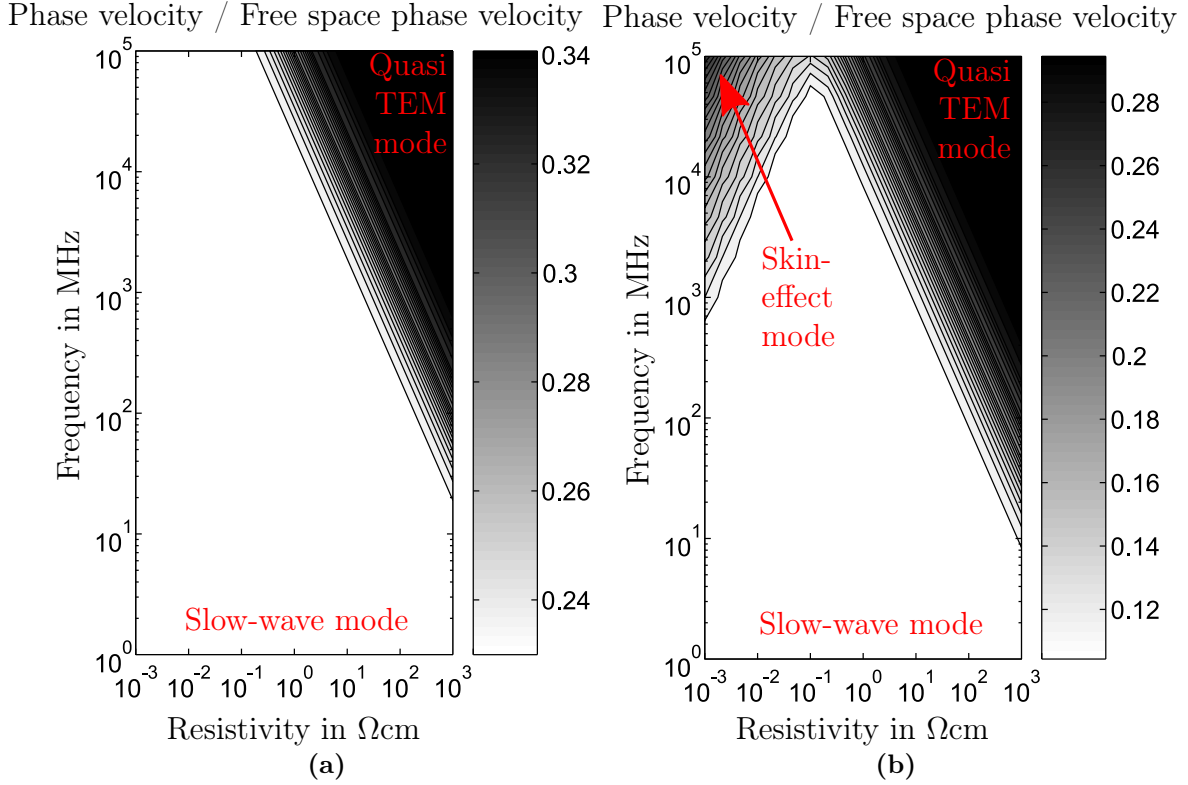 Phase velocity / Free space phase velocity
10^5
10^4
10^3
10^2
10^1
10^0
Frequency in MHz
Quasi
TEM
mode
Slow-wave mode
10^-3 10^-2 10^-1 10^0 10^1 10^2 10^3
Resistivity in Ωcm
(a)
0.34
0.32
0.3
0.28
0.26
0.24
Phase velocity / Free space phase velocity
10^5
10^4
10^3
10^2
10^1
10^0
Frequency in MHz
Quasi
TEM
mode
Skin-
effect
mode
Slow-wave mode
10^-3 10^-2 10^-1 10^0 10^1 10^2 10^3
Resistivity in Ωcm
(b)
0.28
0.26
0.24
0.22
0.2
0.18
0.16
0.14
0.12